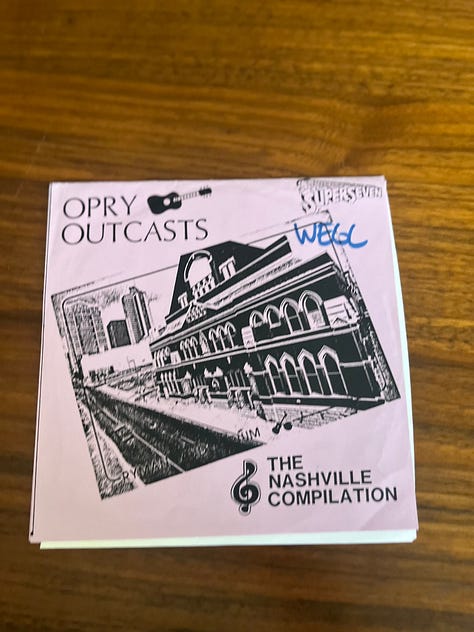 OPRY
OUTCASTS
SUPERSEVEN
WEGL
THE
NASHVILLE
COMPILATION